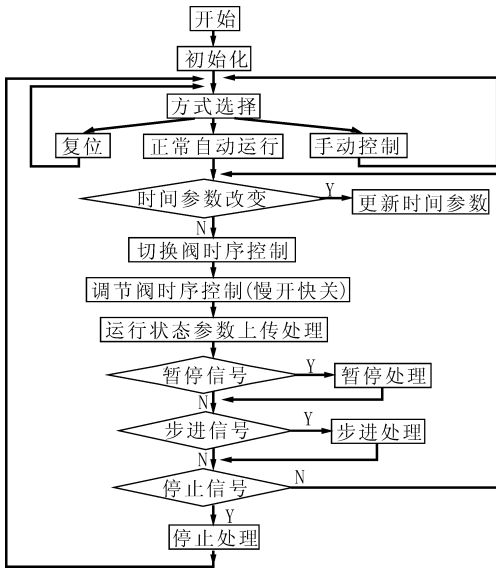 开始
初始化
方式选择
复位
正常自动运行
手动控制
时间参数改变
Y
更新时间参数
N
切换阀时序控制
调节阀时序控制(慢开快关)
运行状态参数上传处理
暂停信号
Y
暂停处理
N
步进信号
Y
步进处理
N
停止信号
N
Y
停止处理